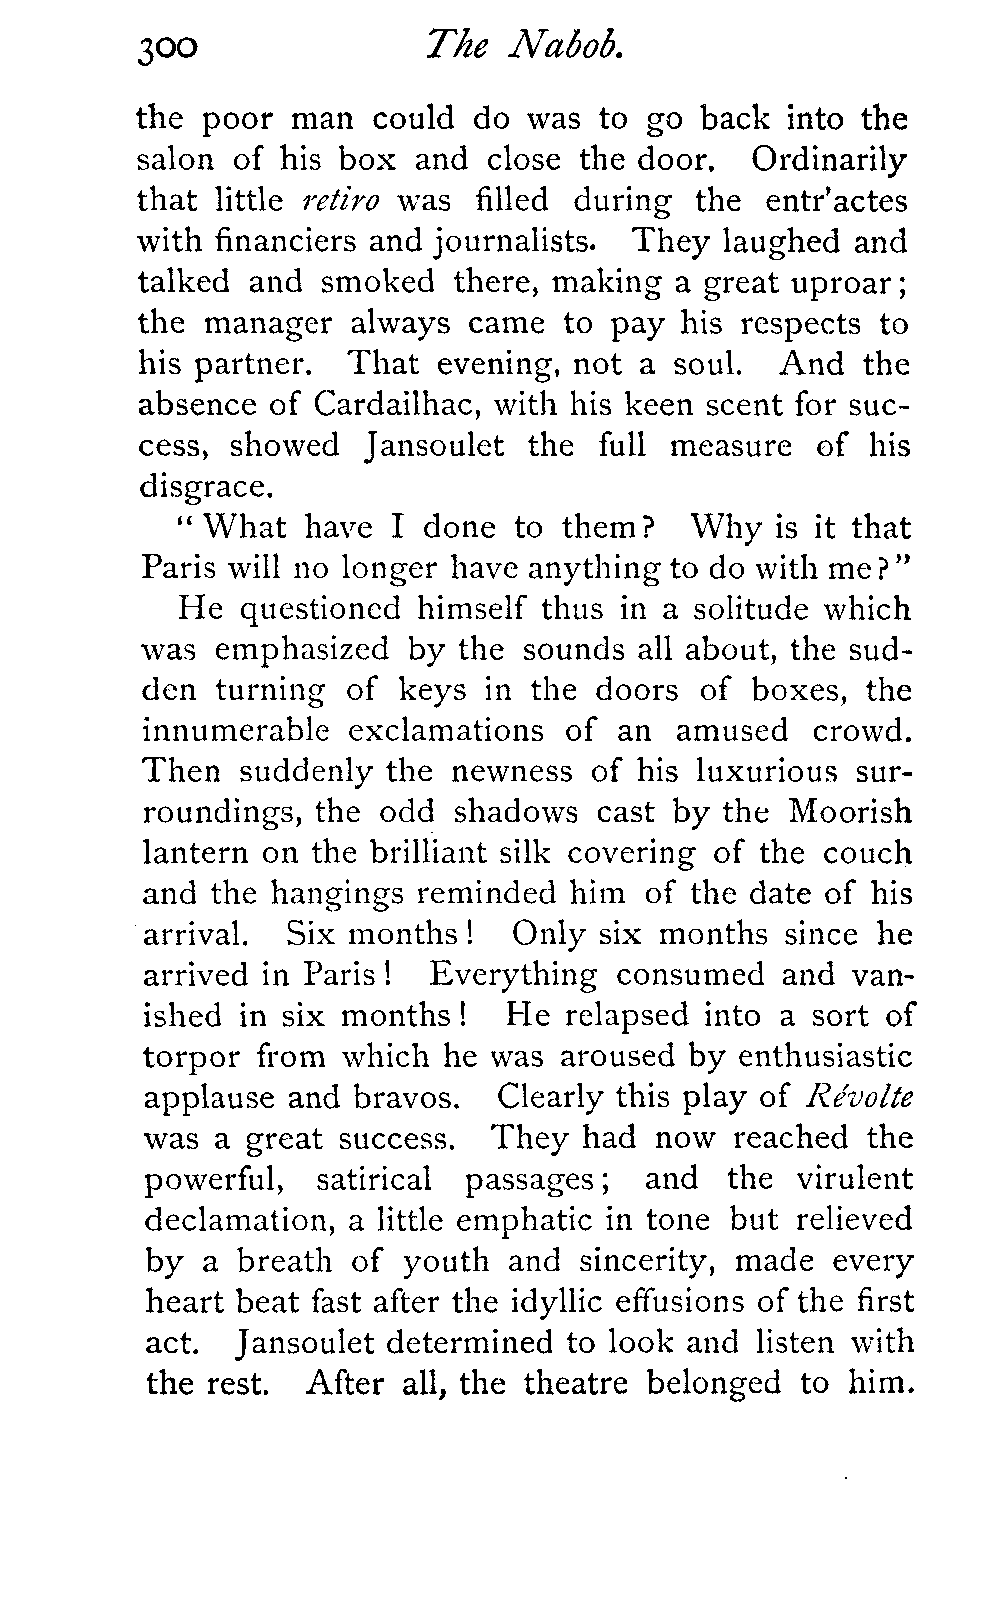 300 The Nabob.
the poor man could do was to go back into the
salon of his box and close the door. Ordinarily
that little retiro was filled during the entr'actes
with financiers and journalists. They laughed and
talked and smoked there, making a great uproar;
the manager always came to pay his respects to
his partner. That evening, not a soul. And the
absence of Cardailhac, with his keen scent for suc-
cess, showed Jansoulet the full measure of his
disgrace.
"What have I done to them? Why is it that
Paris will no longer have anything to do with me?"
He questioned himself thus in a solitude which
was emphasized by the sounds all about, the sud-
den turning of keys in the doors of boxes, the
innumerable exclamations of an amused crowd.
Then suddenly the newness of his luxurious sur-
roundings, the odd shadows cast by the Moorish
lantern on the brilliant silk covering of the couch
and the hangings reminded him of the date of his
arrival. Six months! Only six months since he
arrived in Paris! Everything consumed and van-
ished in six months! He relapsed into a sort of
torpor from which he was aroused by enthusiastic
applause and bravos. Clearly this play of Révolte
was a great success. They had now reached the
powerful, satirical passages; and the virulent
declamation, a little emphatic in tone but relieved
by a breath of youth and sincerity, made every
heart beat fast after the idyllic effusions of the first
act. Jansoulet determined to look and listen with
the rest. After all, the theatre belonged to him.